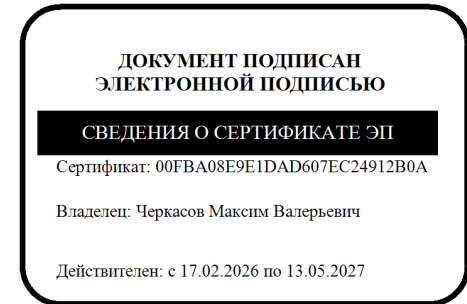 ДОКУМЕНТ ПОДПИСАН
ЭЛЕКТРОННОЙ ПОДПИСЬЮ
СВЕДЕНИЯ О СЕРТИФИКАТЕ ЭП
Сертификат: 00FBA08E9E1DAD607EC24912B0A
Владелец: Черкасов Максим Валерьевич
Действителен: с 17.02.2026 по 13.05.2027